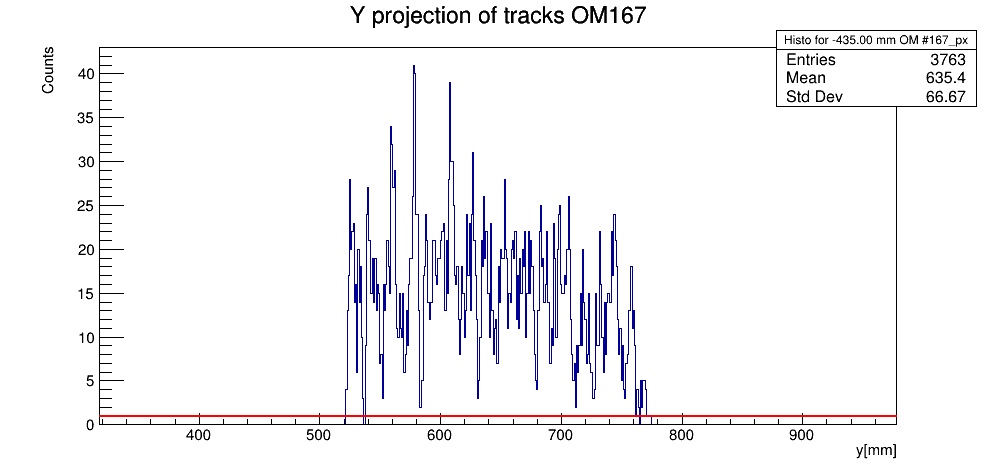 Y projection of tracks OM167
Histo for -435.00 mm OM #167_px
Entries 3763
Mean 635.4
Std Dev 66.67
Counts
40
35
30
25
20
15
10
5
0
400 500 600 700 800 900
y[mm]